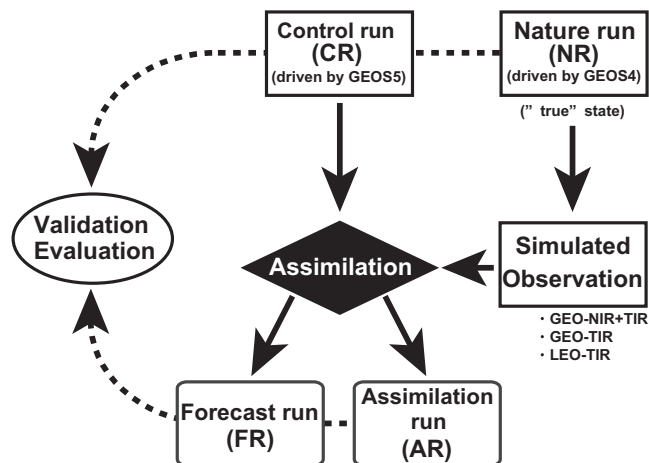 Control run
(CR)
(driven by GEOS5)
Nature run
(NR)
(driven by GEOS4)
(” true” state)
Validation
Evaluation
Assimilation
Simulated
Observation
・GEO-NIR+TIR
・GEO-TIR
・LEO-TIR
Forecast run
(FR)
Assimilation
run
(AR)